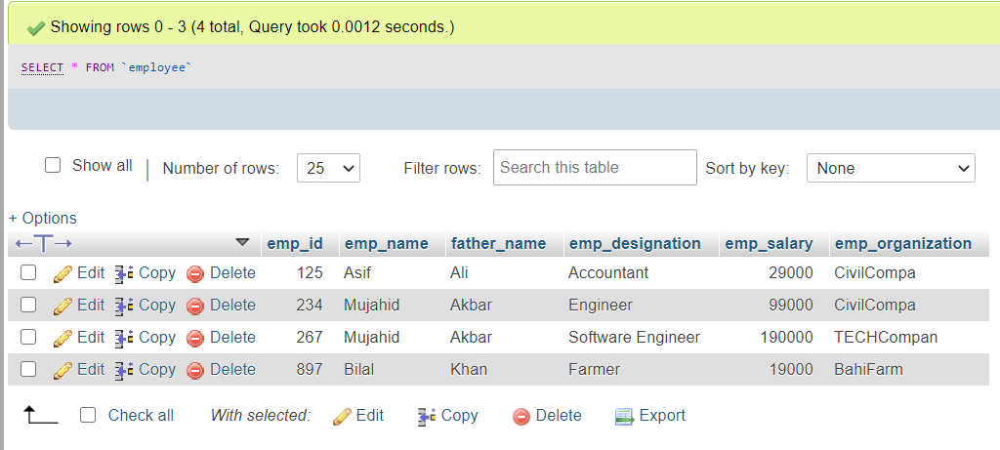 Showing rows 0 - 3 (4 total, Query took 0.0012 seconds.)
SELECT * FROM `employee`
Show all | Number of rows: 25 Filter rows: Search this table Sort by key: None
+ Options
←T→ emp_id emp_name father_name emp_designation emp_salary emp_organization
Edit Copy Delete 125 Asif Ali Accountant 29000 CivilCompa
Edit Copy Delete 234 Mujahid Akbar Engineer 99000 CivilCompa
Edit Copy Delete 267 Mujahid Akbar Software Engineer 190000 TECHCompan
Edit Copy Delete 897 Bilal Khan Farmer 19000 BahiFarm
Check all With selected: Edit Copy Delete Export